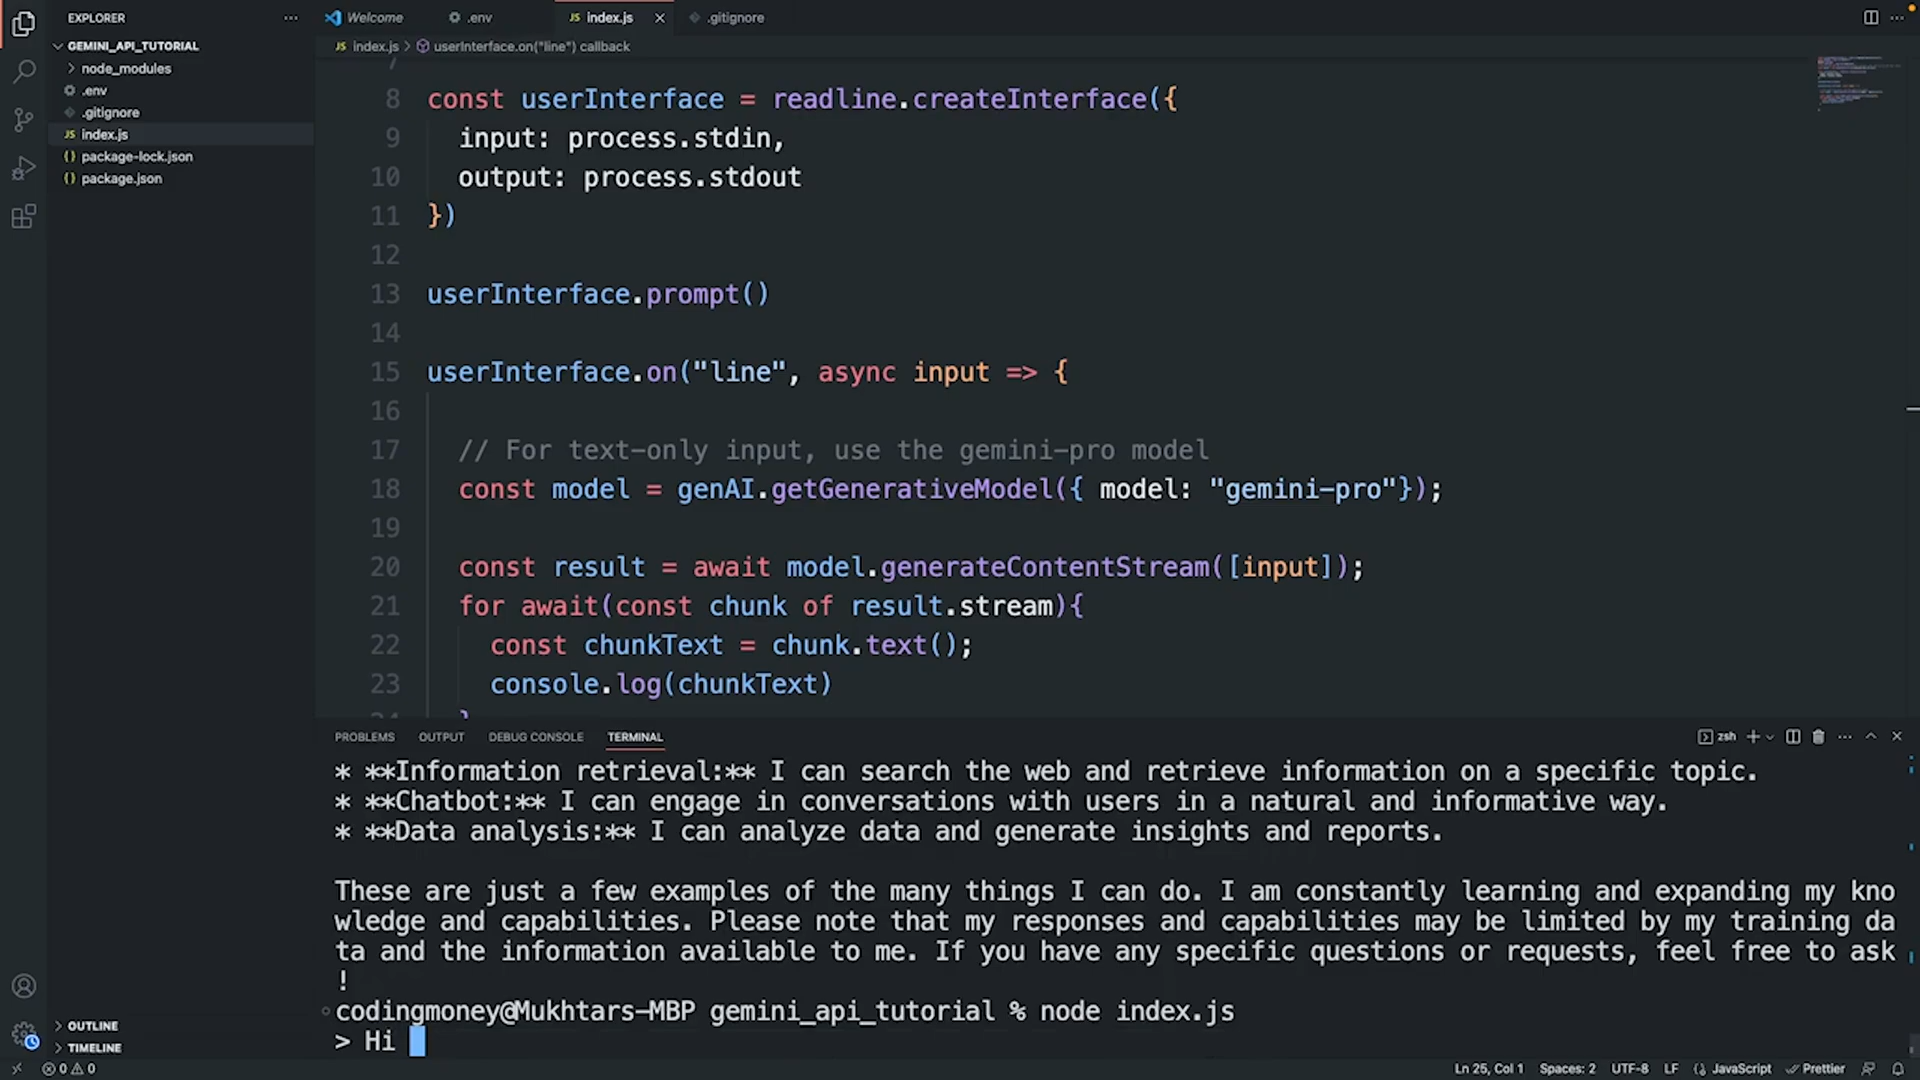 EXPLORER
Welcome
.env
JS index.js
.gitignore
GEMINI_API_TUTORIAL
node_modules
.env
.gitignore
JS index.js
{} package-lock.json
{} package.json
OUTLINE
TIMELINE
JS index.js > userInterface.on("line") callback
7
8 const userInterface = readline.createInterface({
9 input: process.stdin,
10 output: process.stdout
11 })
12
13 userInterface.prompt()
14
15 userInterface.on("line", async input => {
16
17 // For text-only input, use the gemini-pro model
18 const model = genAI.getGenerativeModel({ model: "gemini-pro"});
19
20 const result = await model.generateContentStream([input]);
21 for await(const chunk of result.stream){
22 const chunkText = chunk.text();
23 console.log(chunkText)
24 }
PROBLEMS OUTPUT DEBUG CONSOLE TERMINAL
zsh
* **Information retrieval:** I can search the web and retrieve information on a specific topic.
* **Chatbot:** I can engage in conversations with users in a natural and informative way.
* **Data analysis:** I can analyze data and generate insights and reports.
These are just a few examples of the many things I can do. I am constantly learning and expanding my kno
wledge and capabilities. Please note that my responses and capabilities may be limited by my training da
ta and the information available to me. If you have any specific questions or requests, feel free to ask
!
codingmoney@Mukhtars-MBP gemini_api_tutorial % node index.js
> Hi
0 0
Ln 25, Col 1 Spaces: 2 UTF-8 LF {} JavaScript Prettier